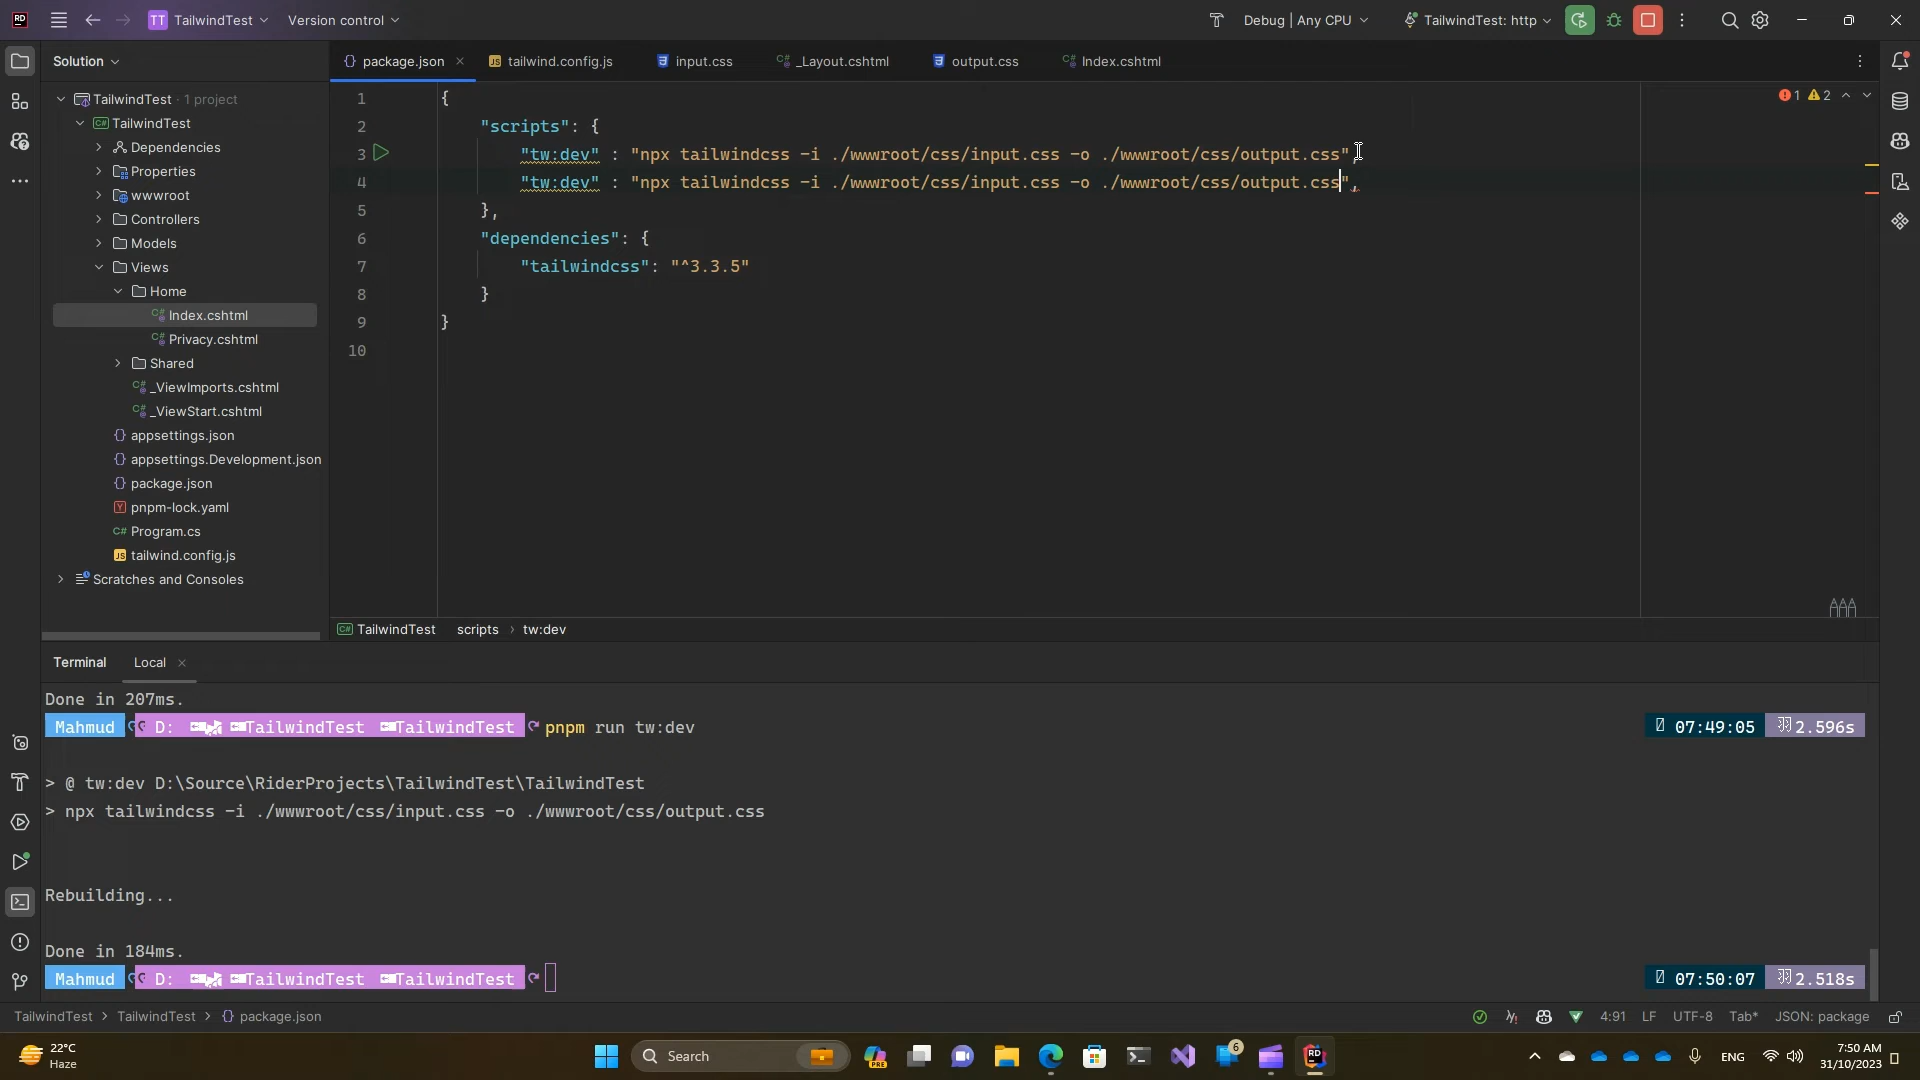 RD
TT TailwindTest
Version control
Debug | Any CPU
TailwindTest: http
Solution
package.json
tailwind.config.js
input.css
_Layout.cshtml
output.css
Index.cshtml
TailwindTest · 1 project
TailwindTest
Dependencies
Properties
wwwroot
Controllers
Models
Views
Home
Index.cshtml
Privacy.cshtml
Shared
_ViewImports.cshtml
_ViewStart.cshtml
appsettings.json
appsettings.Development.json
package.json
pnpm-lock.yaml
Program.cs
tailwind.config.js
Scratches and Consoles
1 {
2 "scripts": {
3 "tw:dev" : "npx tailwindcss -i ./wwwroot/css/input.css -o ./wwwroot/css/output.css",
4 "tw:dev" : "npx tailwindcss -i ./wwwroot/css/input.css -o ./wwwroot/css/output.css",
5 },
6 "dependencies": {
7 "tailwindcss": "^3.3.5"
8 }
9 }
10
1 2
TailwindTest scripts › tw:dev
Terminal Local
Done in 207ms.
Mahmud D: TailwindTest TailwindTest pnpm run tw:dev 07:49:05 2.596s
> @ tw:dev D:\Source\RiderProjects\TailwindTest\TailwindTest
> npx tailwindcss -i ./wwwroot/css/input.css -o ./wwwroot/css/output.css
Rebuilding...
Done in 184ms.
Mahmud D: TailwindTest TailwindTest 07:50:07 2.518s
TailwindTest > TailwindTest > package.json
4:91 LF UTF-8 Tab* JSON: package
22°C
Haze
Search
PRE
6
RD
ENG
7:50 AM
31/10/2023